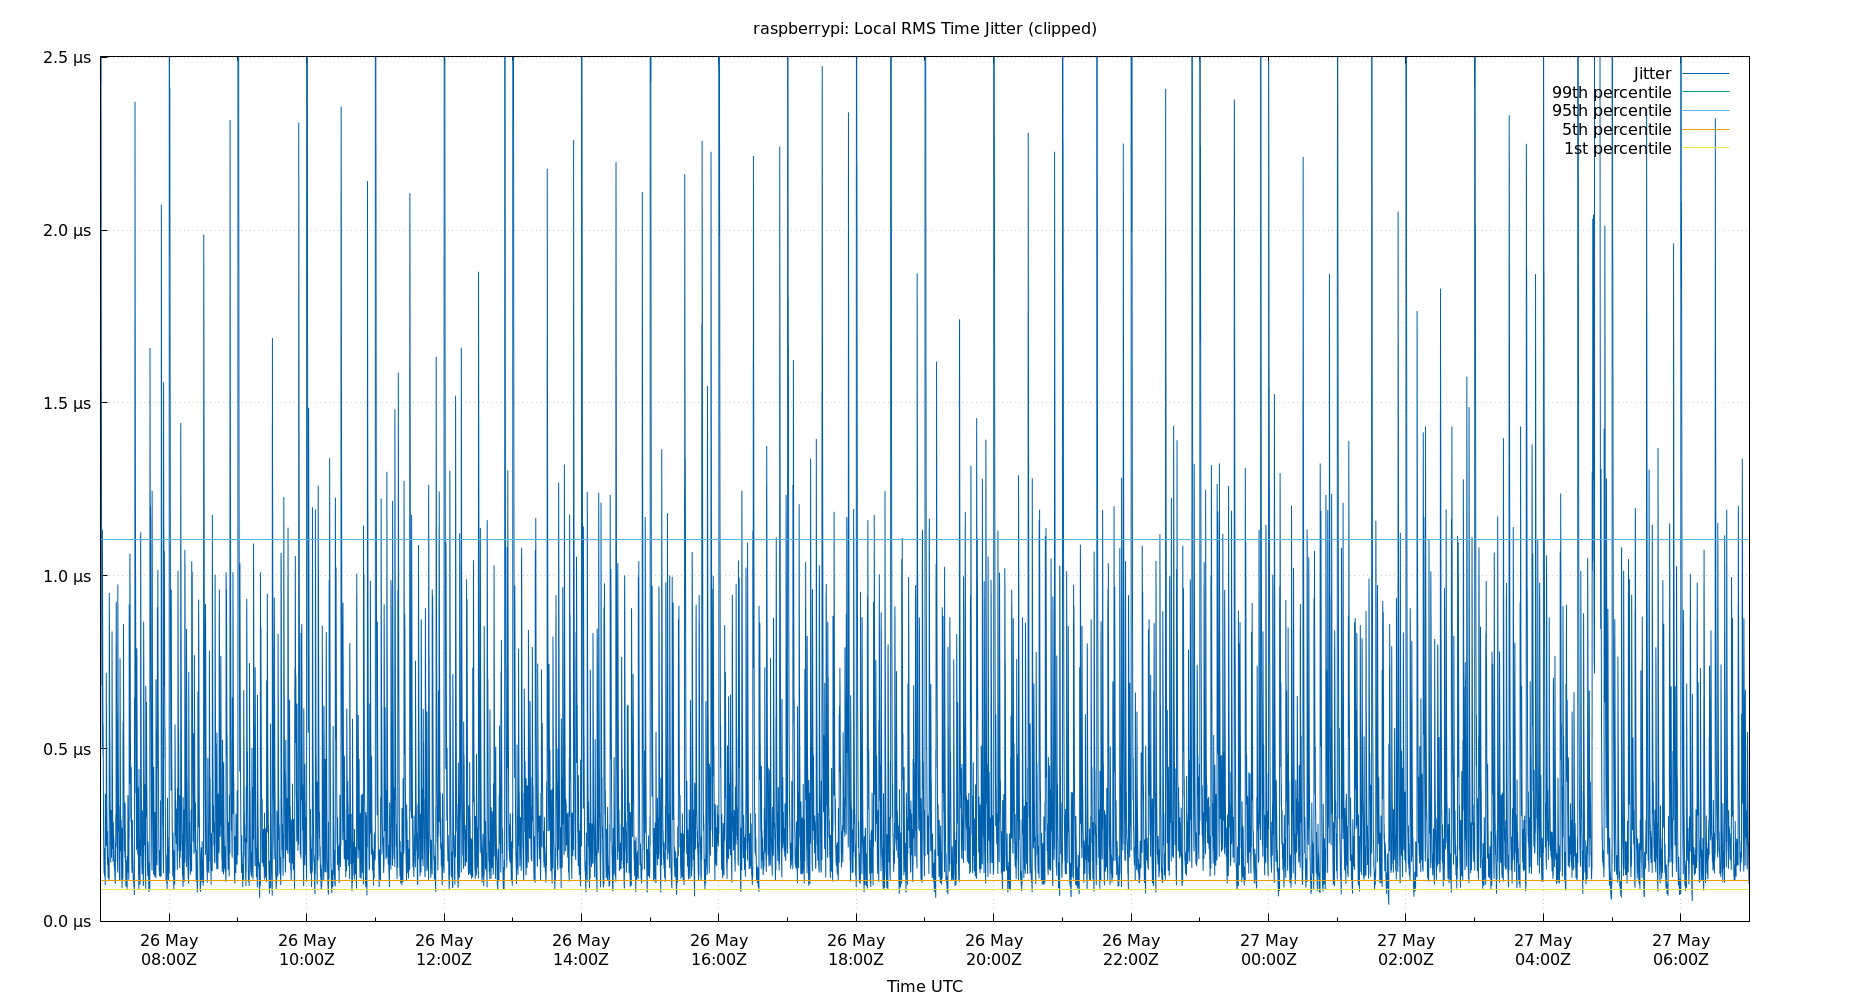 raspberrypi: Local RMS Time Jitter (clipped)
2.5 μs
2.0 μs
1.5 μs
1.0 μs
0.5 μs
0.0 μs
Jitter
99th percentile
95th percentile
5th percentile
1st percentile
26 May 26 May 26 May 26 May 26 May 26 May 26 May 26 May 27 May 27 May 27 May 27 May
08:00Z 10:00Z 12:00Z 14:00Z 16:00Z 18:00Z 20:00Z 22:00Z 00:00Z 02:00Z 04:00Z 06:00Z
Time UTC